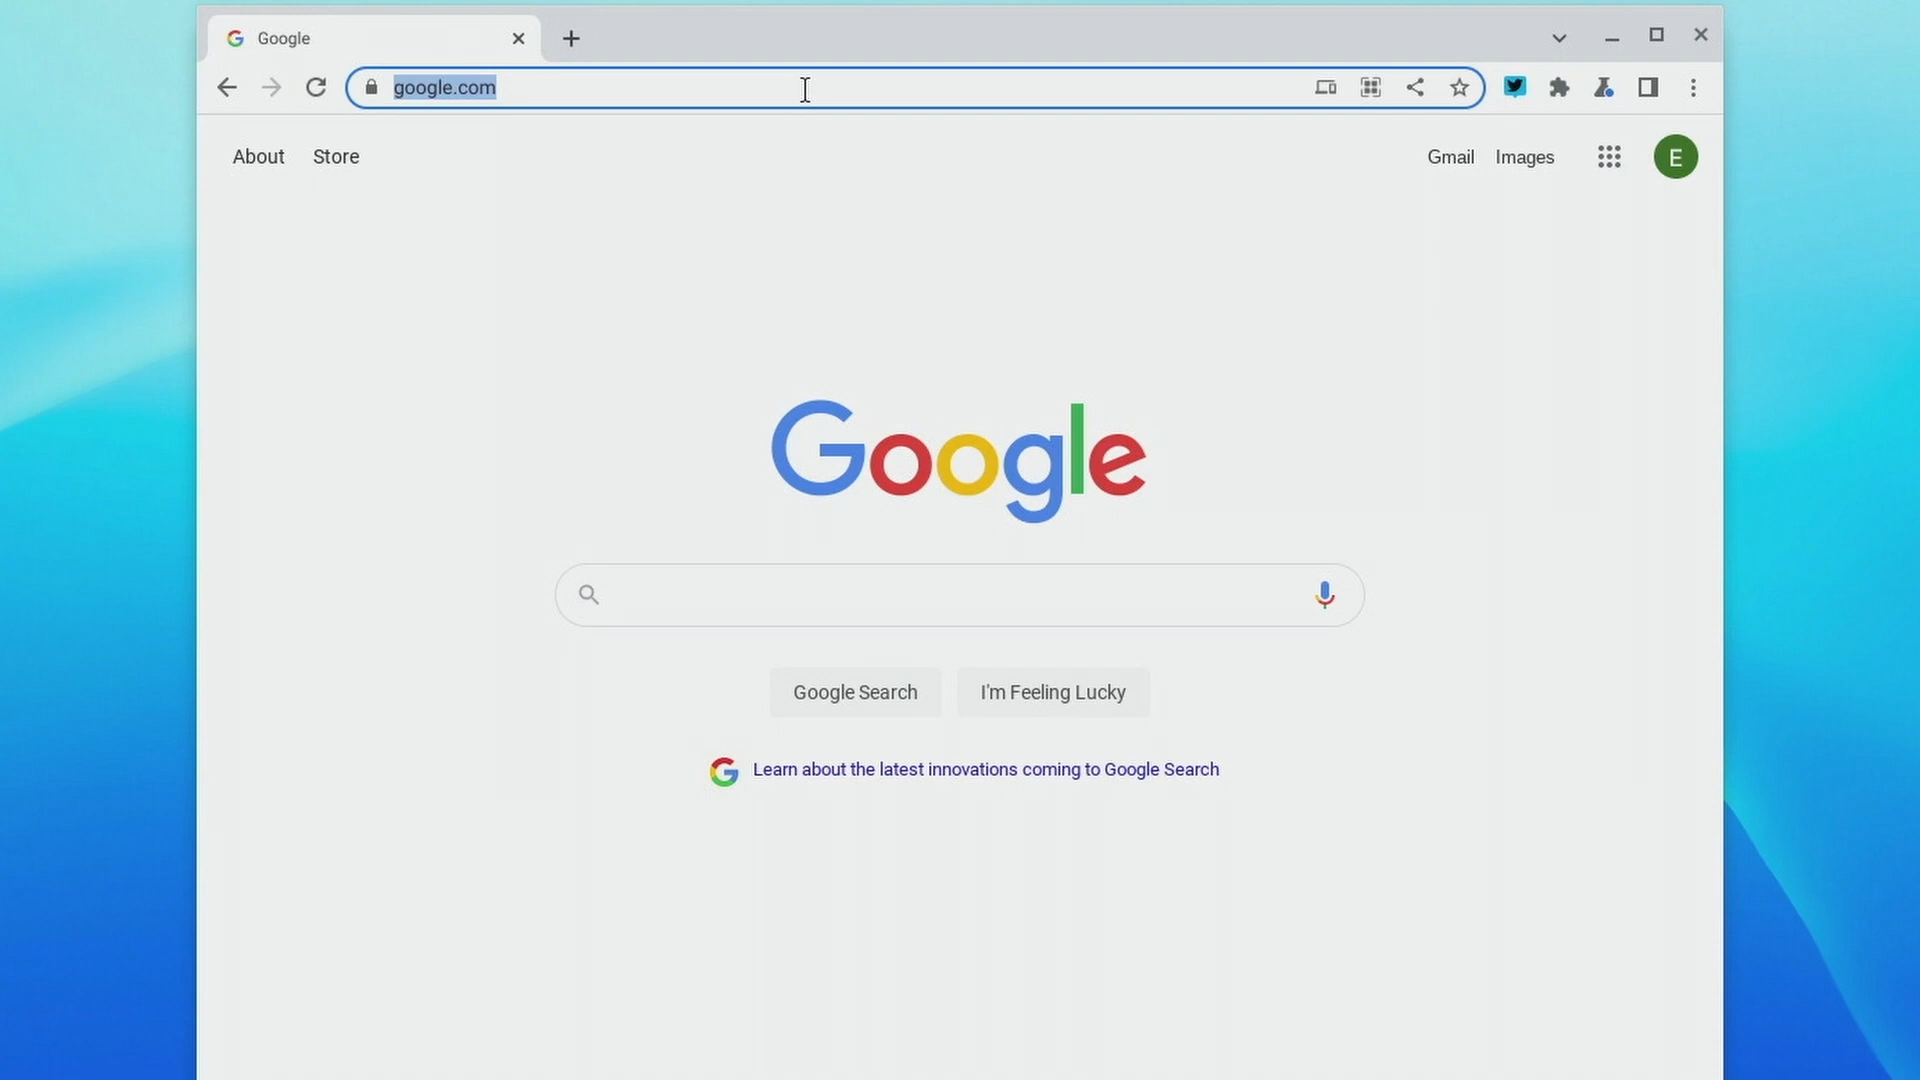 Google
google.com
About Store Gmail Images E
Google
Google Search I'm Feeling Lucky
Learn about the latest innovations coming to Google Search